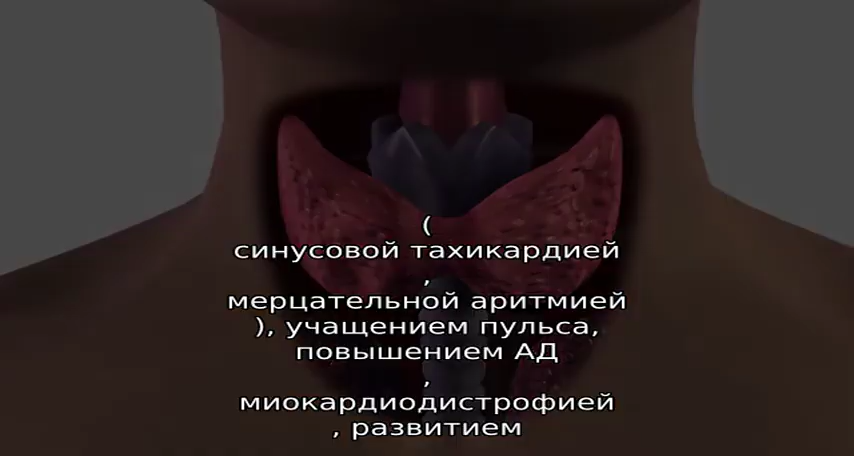 (
синусовой тахикардией
,
мерцательной аритмией
), учащением пульса,
повышением АД
,
миокардиодистрофией
, развитием